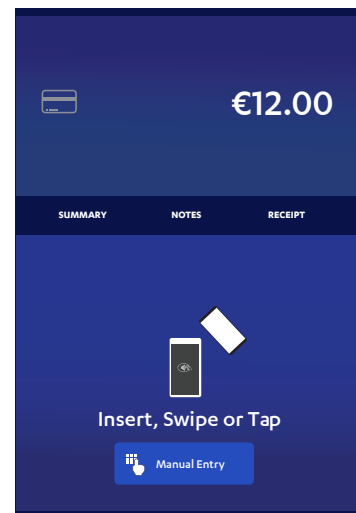 €12.00
SUMMARY NOTES RECEIPT
Insert, Swipe or Tap
Manual Entry